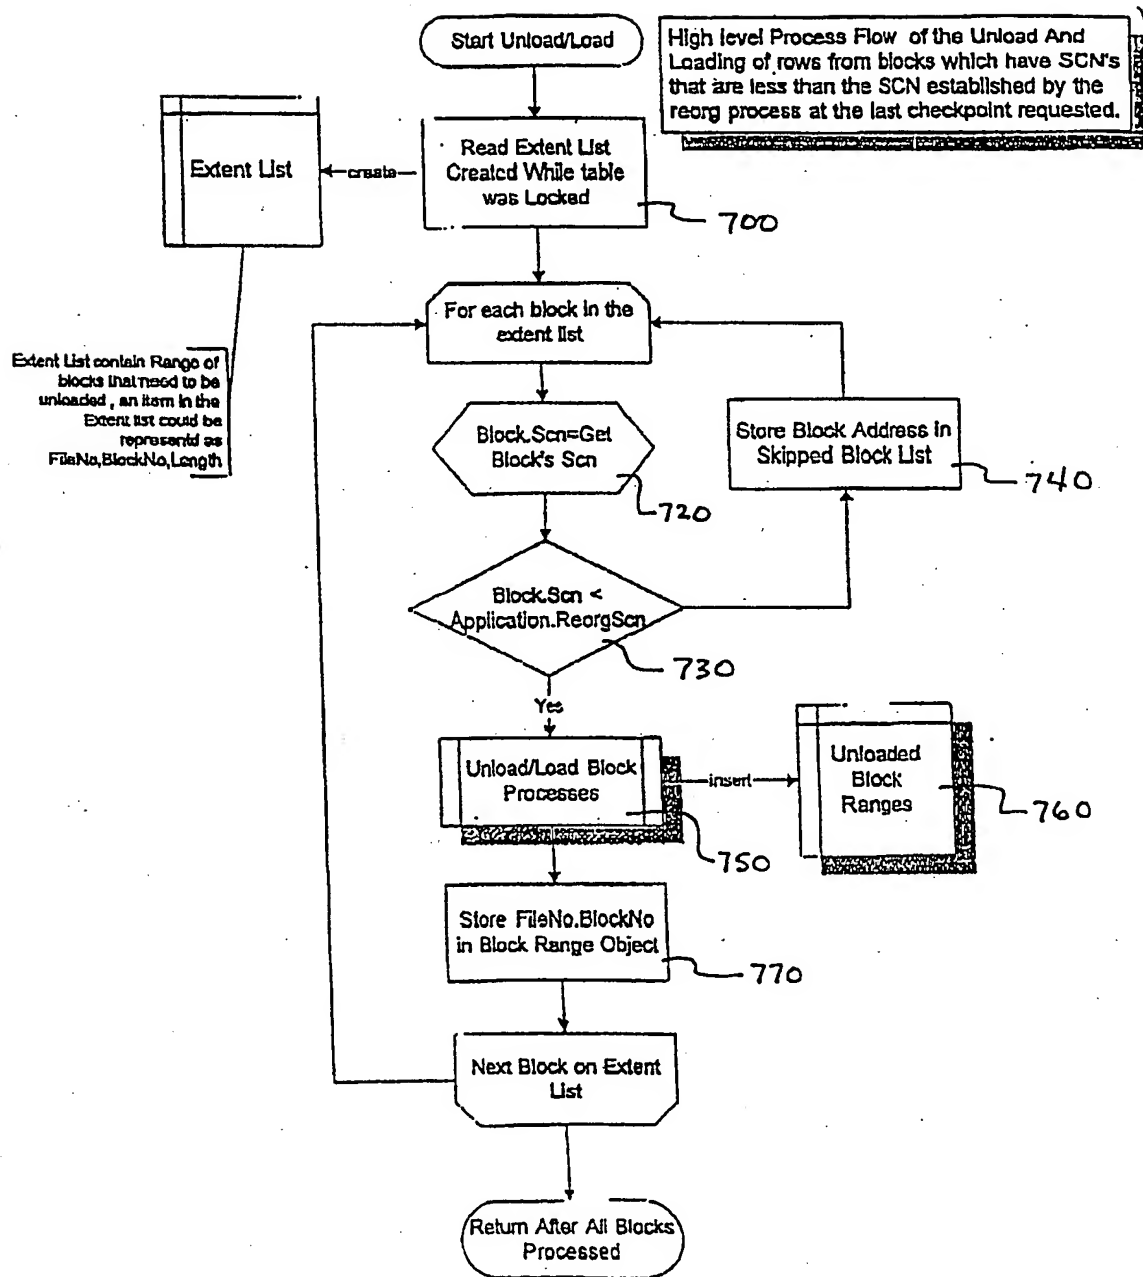 Start Unload/Load
High level Process Flow of the Unload And
Loading of rows from blocks which have SCN's
that are less than the SCN established by the
reorg process at the last checkpoint requested.
Extent List
create
Read Extent List
Created While table
was Locked
700
For each block in the
extent list
Extent List contain Range of
blocks that need to be
unloaded , an item in the
Extent list could be
representd as
FileNo,BlockNo,Length
Block.Scn=Get
Block's Scn
720
Store Block Address in
Skipped Block List
740
Block.Scn <
Application.ReorgScn
730
Yes
Unload/Load Block
Processes
750
insert
Unloaded
Block
Ranges
760
Store FileNo.BlockNo
in Block Range Object
770
Next Block on Extent
List
Return After All Blocks
Processed